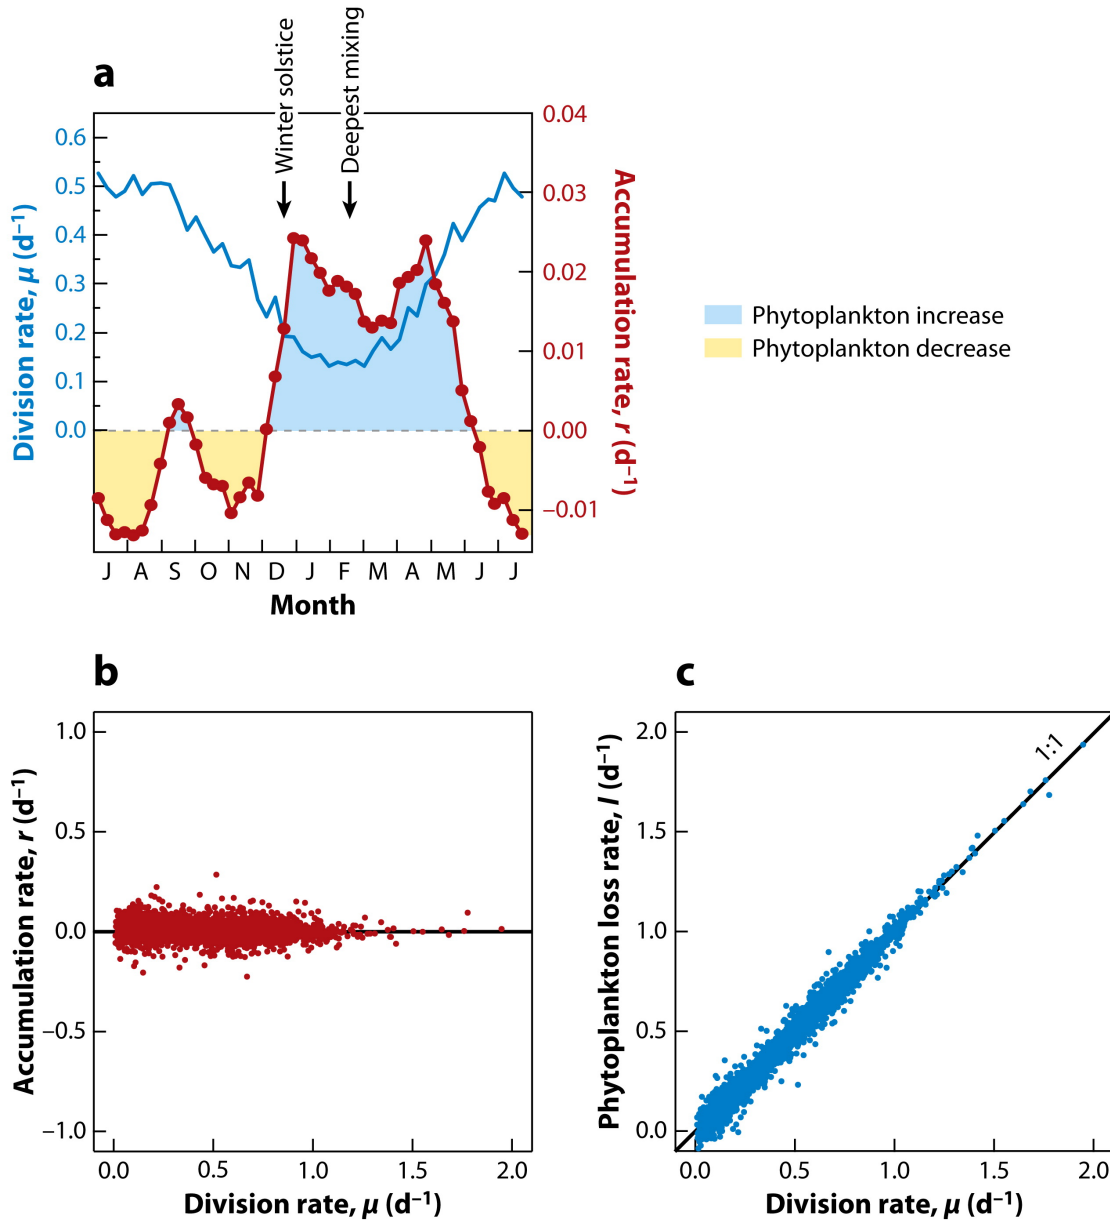 a
Winter solstice
Deepest mixing
Division rate, μ (d⁻¹)
0.6
0.5
0.4
0.3
0.2
0.1
0.0
0.04
0.03
0.02
0.01
0.00
−0.01
Accumulation rate, r (d⁻¹)
J A S O N D J F M A M J J
Month
Phytoplankton increase
Phytoplankton decrease
b
Accumulation rate, r (d⁻¹)
1.0
0.5
0.0
−0.5
−1.0
0.0 0.5 1.0 1.5 2.0
Division rate, μ (d⁻¹)
c
Phytoplankton loss rate, l (d⁻¹)
2.0
1.5
1.0
0.5
0.0
1:1
0.0 0.5 1.0 1.5 2.0
Division rate, μ (d⁻¹)